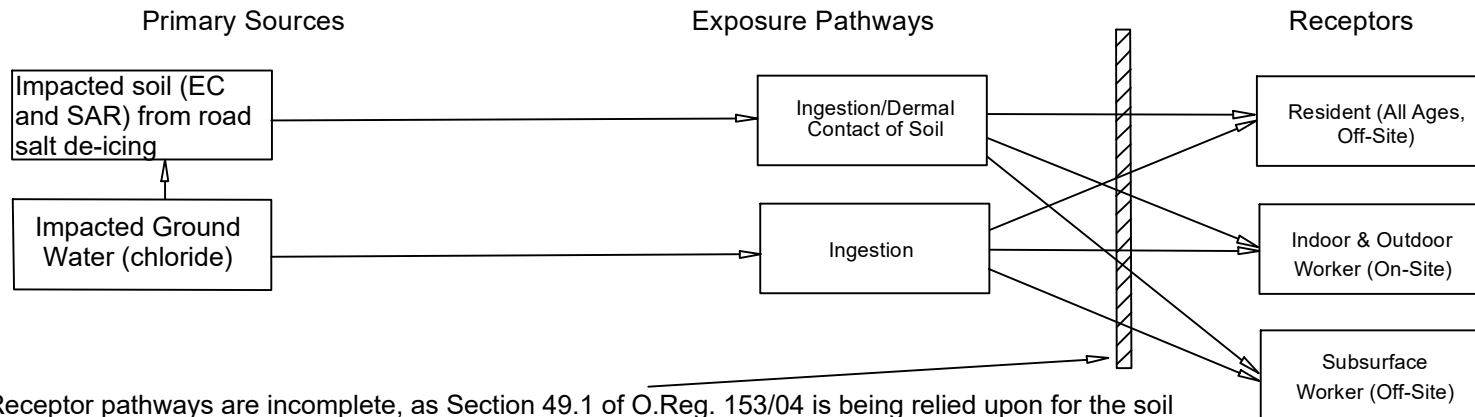 Primary Sources
Exposure Pathways
Receptors
Impacted soil (EC
and SAR) from road
salt de-icing
Ingestion/Dermal
Contact of Soil
Resident (All Ages,
Off-Site)
Impacted Ground
Water (chloride)
Ingestion
Indoor & Outdoor
Worker (On-Site)
Subsurface
Worker (Off-Site)
Receptor pathways are incomplete, as Section 49.1 of O.Reg. 153/04 is being relied upon for the soil